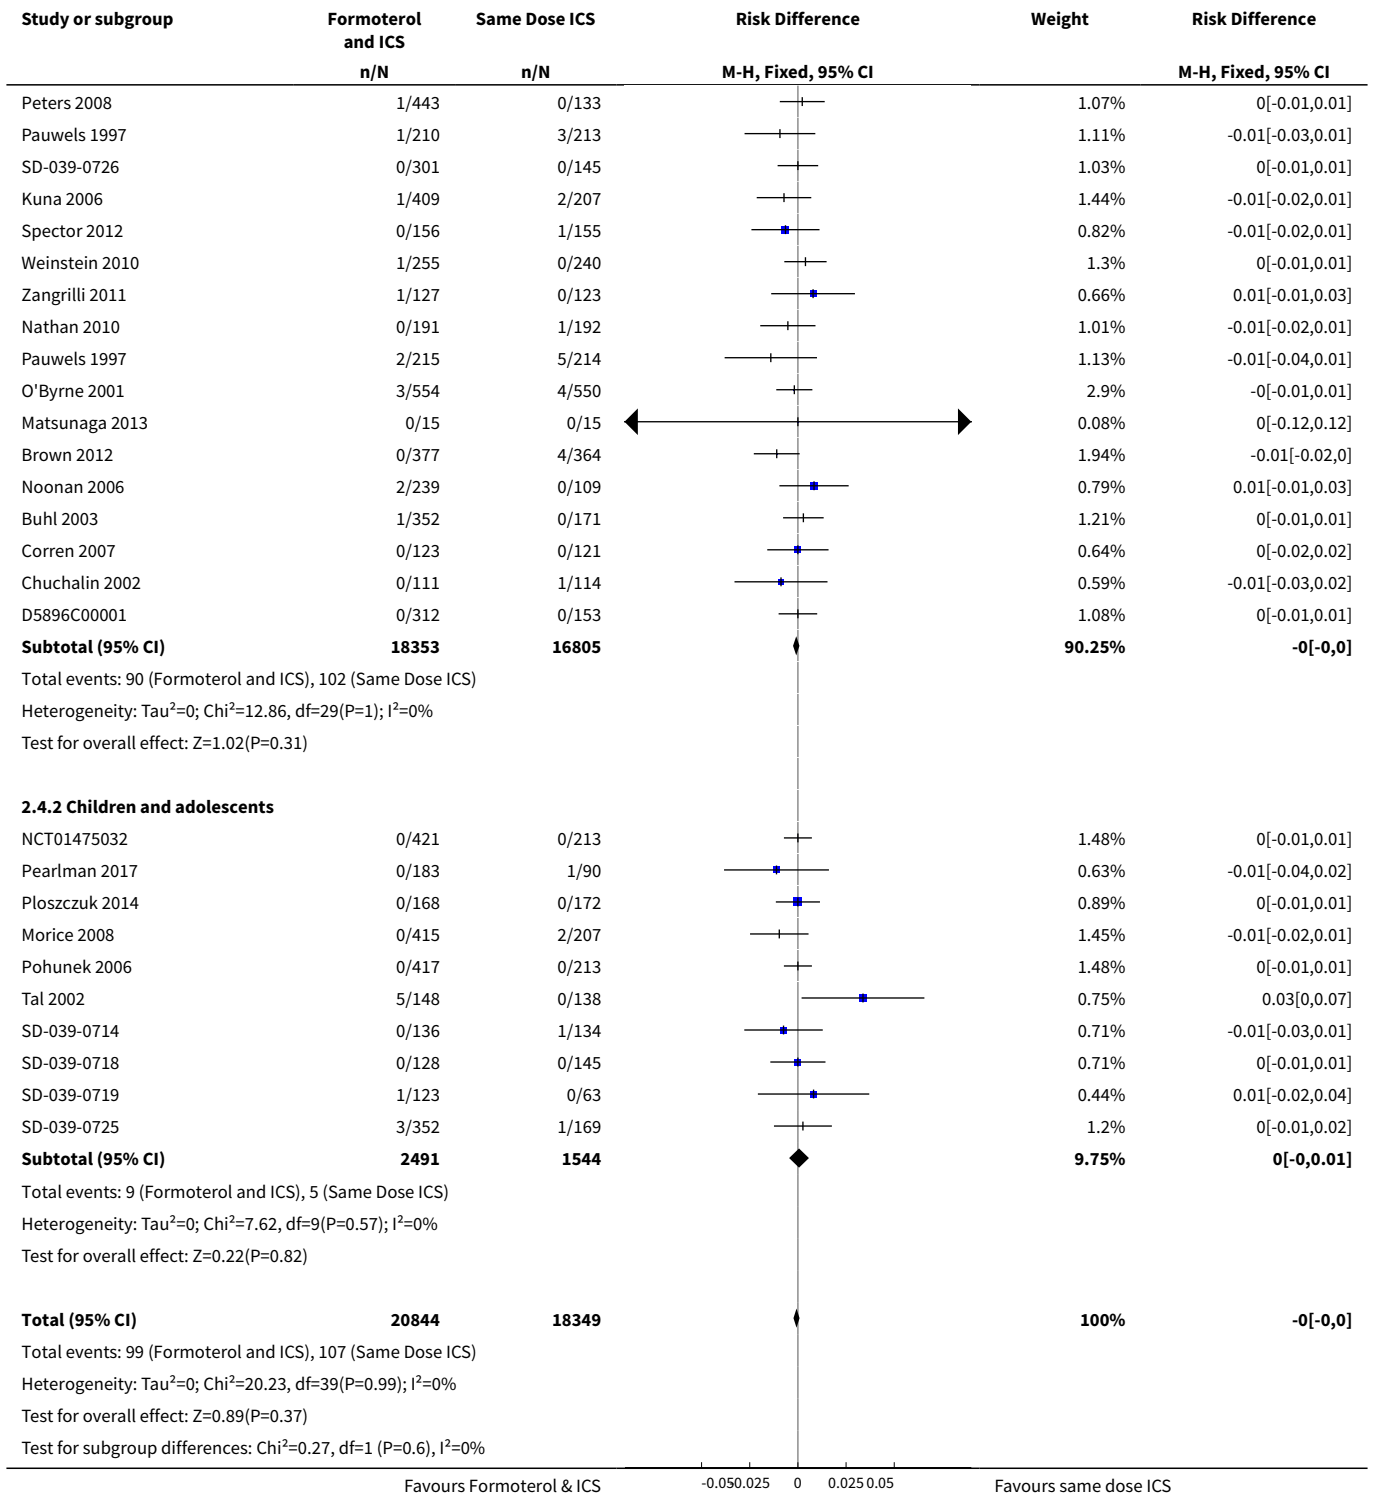 Study or subgroup Formoterol and ICS Same Dose ICS Risk Difference Weight Risk Difference
n/N n/N M-H, Fixed, 95% CI M-H, Fixed, 95% CI
Peters 2008 1/443 0/133 1.07% 0[-0.01,0.01]
Pauwels 1997 1/210 3/213 1.11% -0.01[-0.03,0.01]
SD-039-0726 0/301 0/145 1.03% 0[-0.01,0.01]
Kuna 2006 1/409 2/207 1.44% -0.01[-0.02,0.01]
Spector 2012 0/156 1/155 0.82% -0.01[-0.02,0.01]
Weinstein 2010 1/255 0/240 1.3% 0[-0.01,0.01]
Zangrilli 2011 1/127 0/123 0.66% 0.01[-0.01,0.03]
Nathan 2010 0/191 1/192 1.01% -0.01[-0.02,0.01]
Pauwels 1997 2/215 5/214 1.13% -0.01[-0.04,0.01]
O'Byrne 2001 3/554 4/550 2.9% -0[-0.01,0.01]
Matsunaga 2013 0/15 0/15 0.08% 0[-0.12,0.12]
Brown 2012 0/377 4/364 1.94% -0.01[-0.02,0]
Noonan 2006 2/239 0/109 0.79% 0.01[-0.01,0.03]
Buhl 2003 1/352 0/171 1.21% 0[-0.01,0.01]
Corren 2007 0/123 0/121 0.64% 0[-0.02,0.02]
Chuchalin 2002 0/111 1/114 0.59% -0.01[-0.03,0.02]
D5896C00001 0/312 0/153 1.08% 0[-0.01,0.01]
Subtotal (95% CI) 18353 16805 90.25% -0[-0,0]
Total events: 90 (Formoterol and ICS), 102 (Same Dose ICS)
Heterogeneity: Tau²=0; Chi²=12.86, df=29(P=1); I²=0%
Test for overall effect: Z=1.02(P=0.31)
2.4.2 Children and adolescents
NCT01475032 0/421 0/213 1.48% 0[-0.01,0.01]
Pearlman 2017 0/183 1/90 0.63% -0.01[-0.04,0.02]
Ploszczuk 2014 0/168 0/172 0.89% 0[-0.01,0.01]
Morice 2008 0/415 2/207 1.45% -0.01[-0.02,0.01]
Pohunek 2006 0/417 0/213 1.48% 0[-0.01,0.01]
Tal 2002 5/148 0/138 0.75% 0.03[0,0.07]
SD-039-0714 0/136 1/134 0.71% -0.01[-0.03,0.01]
SD-039-0718 0/128 0/145 0.71% 0[-0.01,0.01]
SD-039-0719 1/123 0/63 0.44% 0.01[-0.02,0.04]
SD-039-0725 3/352 1/169 1.2% 0[-0.01,0.02]
Subtotal (95% CI) 2491 1544 9.75% 0[-0,0.01]
Total events: 9 (Formoterol and ICS), 5 (Same Dose ICS)
Heterogeneity: Tau²=0; Chi²=7.62, df=9(P=0.57); I²=0%
Test for overall effect: Z=0.22(P=0.82)
Total (95% CI) 20844 18349 100% -0[-0,0]
Total events: 99 (Formoterol and ICS), 107 (Same Dose ICS)
Heterogeneity: Tau²=0; Chi²=20.23, df=39(P=0.99); I²=0%
Test for overall effect: Z=0.89(P=0.37)
Test for subgroup differences: Chi²=0.27, df=1 (P=0.6), I²=0%
Favours Formoterol & ICS -0.05 -0.025 0 0.025 0.05 Favours same dose ICS